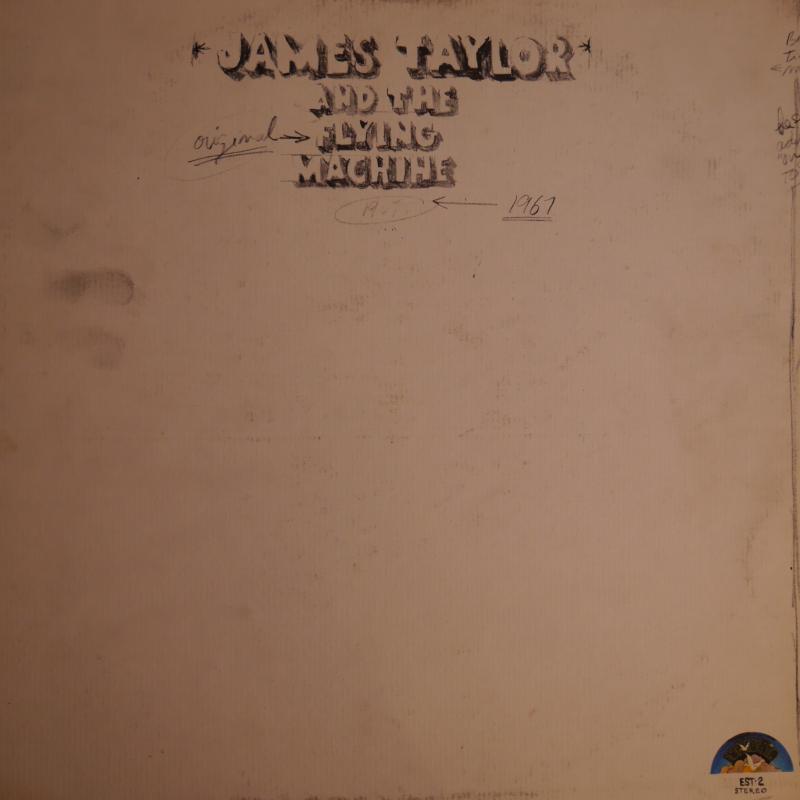 * JAMES TAYLOR *
AND THE
original → FLYING
MACHINE
← 1967
EST-2
STEREO